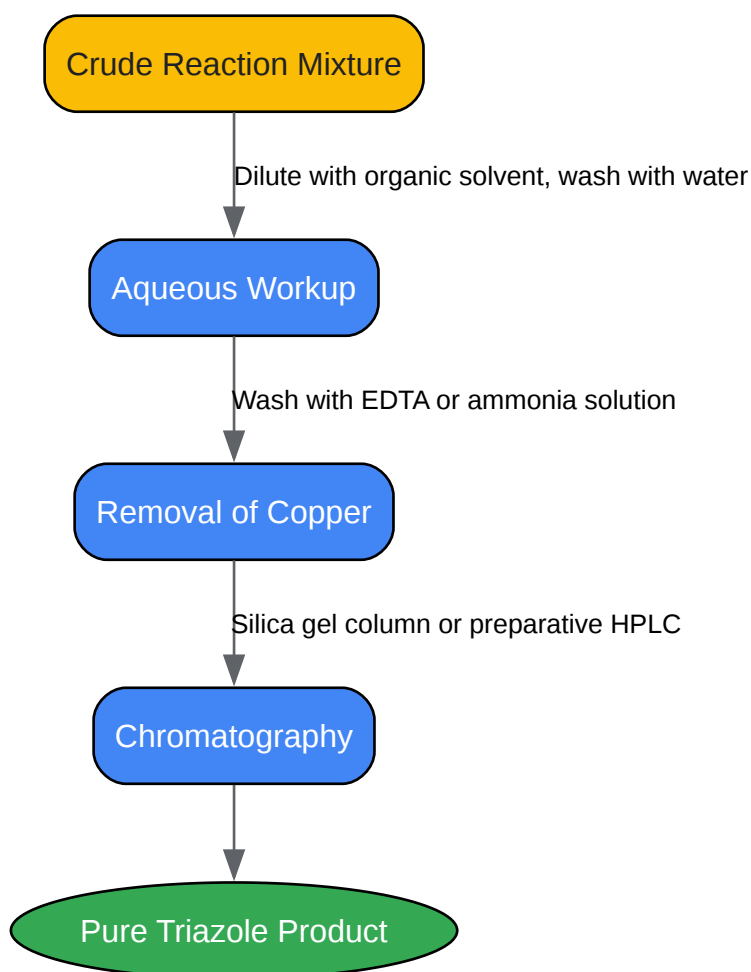 Crude Reaction Mixture
Dilute with organic solvent, wash with water
Aqueous Workup
Wash with EDTA or ammonia solution
Removal of Copper
Silica gel column or preparative HPLC
Chromatography
Pure Triazole Product